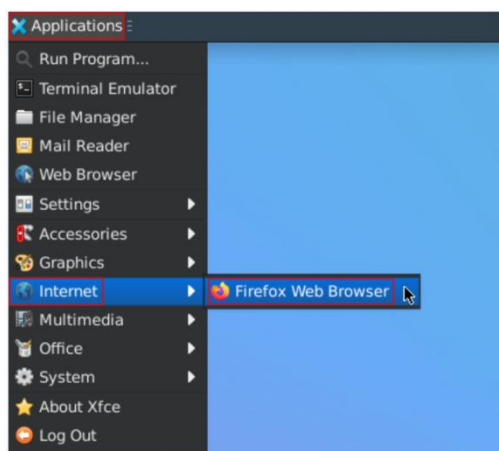 Applications
Run Program...
Terminal Emulator
File Manager
Mail Reader
Web Browser
Settings
Accessories
Graphics
Internet
Firefox Web Browser
Multimedia
Office
System
About Xfce
Log Out